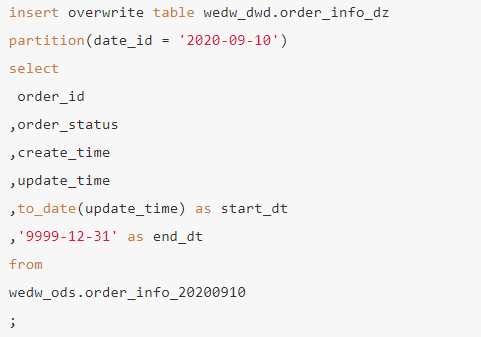 insert overwrite table wedw_dwd.order_info_dz
partition(date_id = '2020-09-10')
select
 order_id
,order_status
,create_time
,update_time
,to_date(update_time) as start_dt
,'9999-12-31' as end_dt
from
wedw_ods.order_info_20200910
;